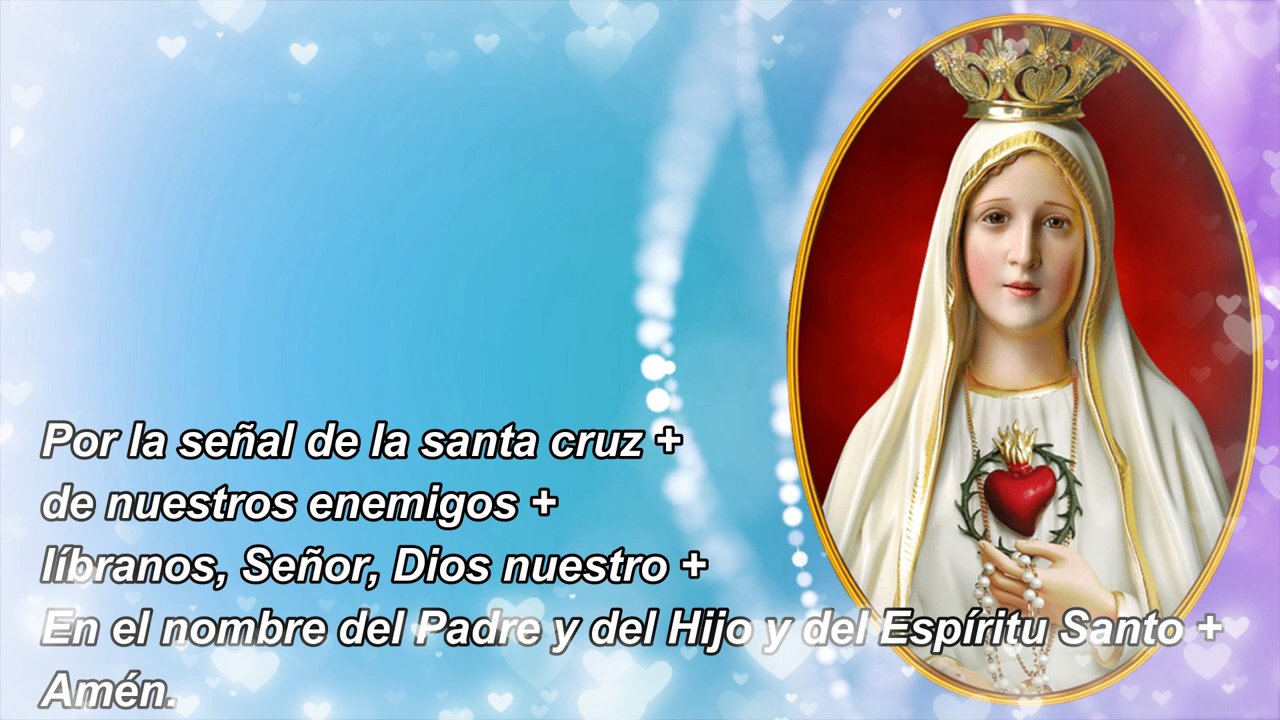 Por la señal de la santa cruz +
de nuestros enemigos +
líbranos, Señor, Dios nuestro +
En el nombre del Padre y del Hijo y del Espíritu Santo +
Amén.